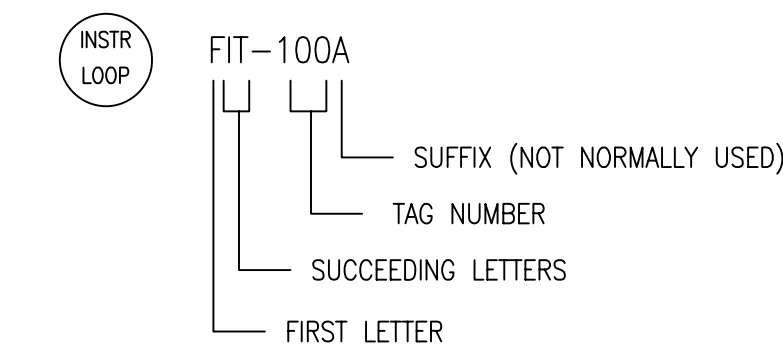 INSTR
LOOP
FIT-100A
SUFFIX (NOT NORMALLY USED)
TAG NUMBER
SUCCEEDING LETTERS
FIRST LETTER